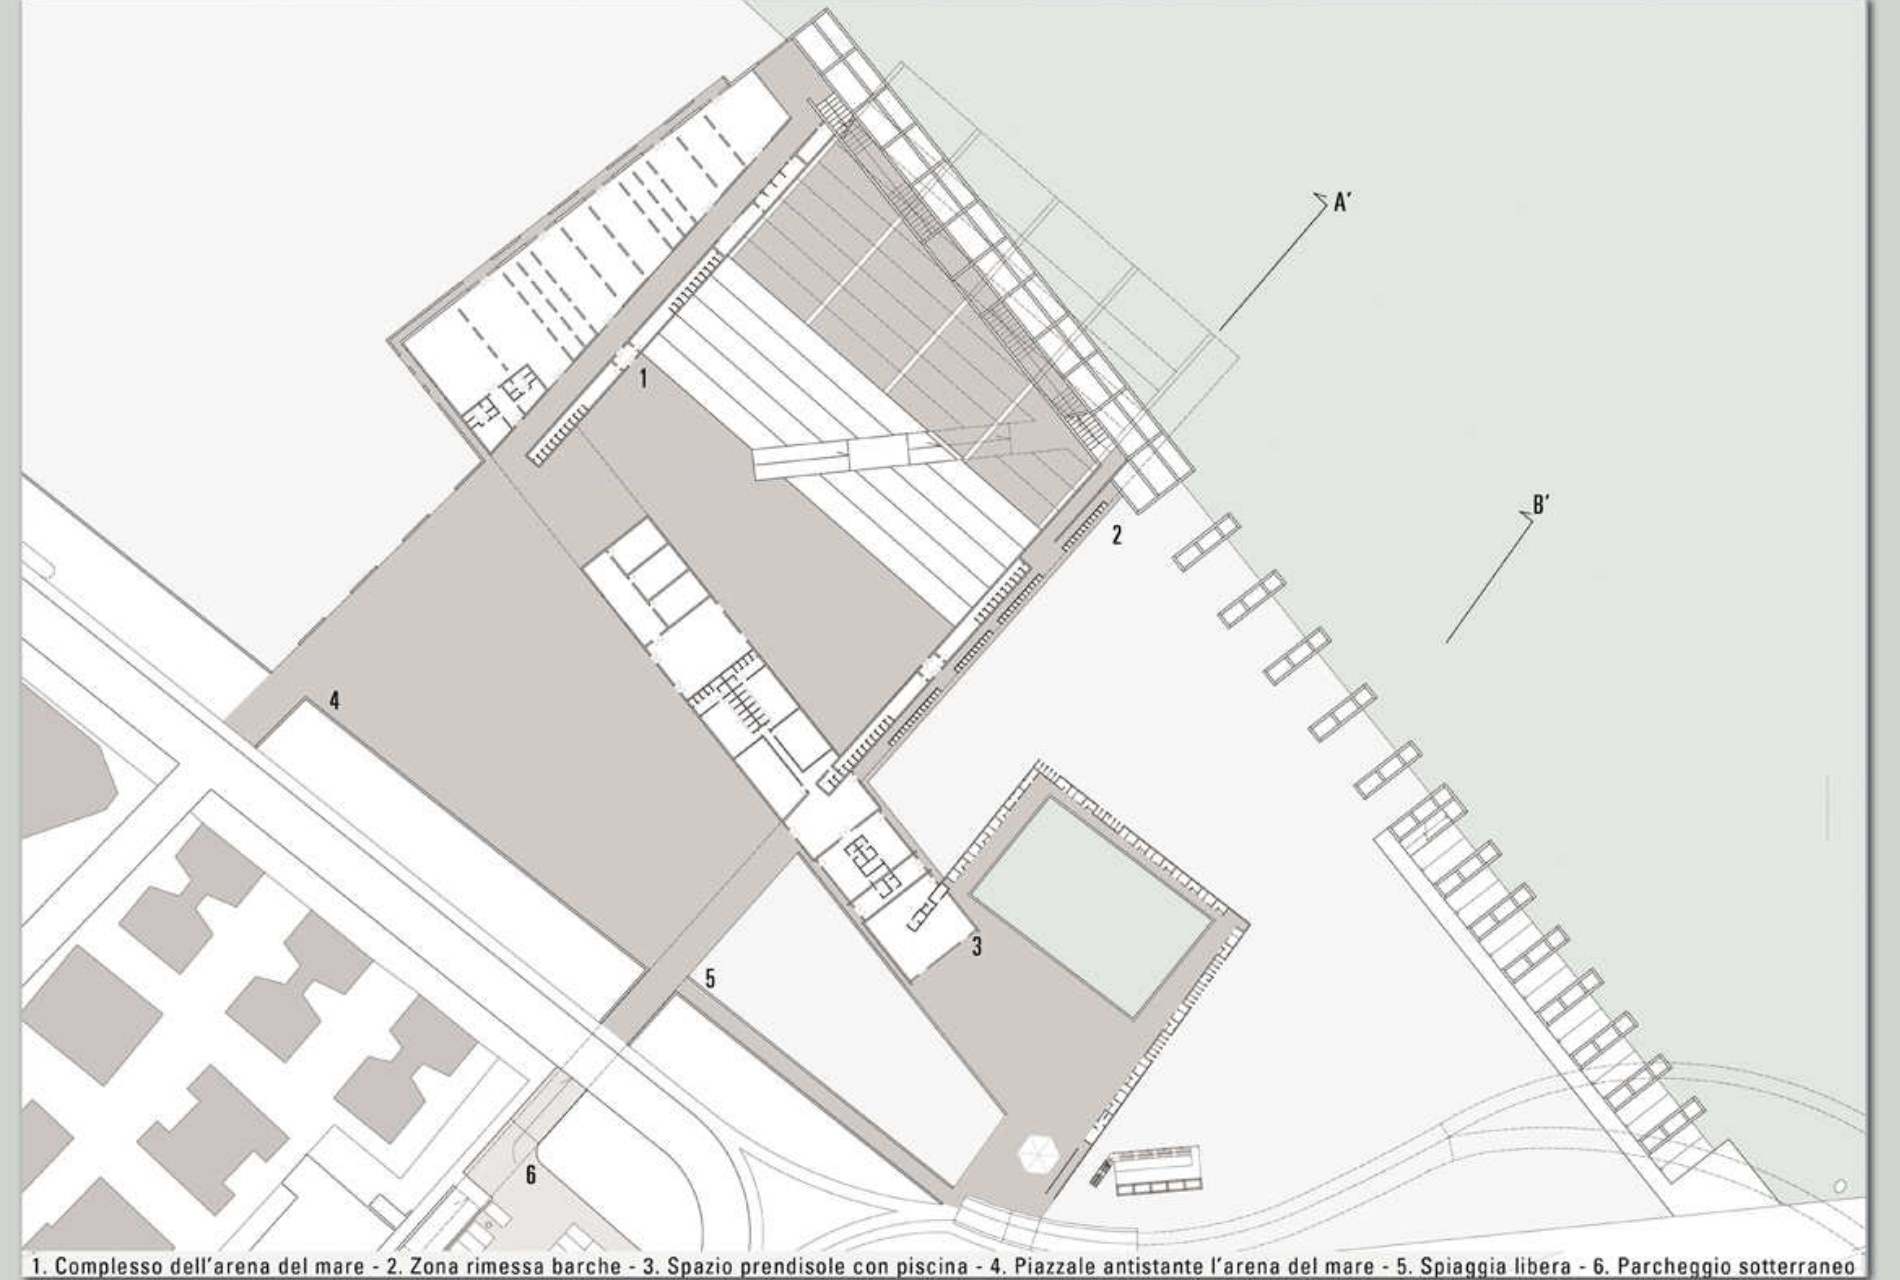 A'
B'
1
2
3
4
5
6
1. Complesso dell'arena del mare - 2. Zona rimessa barche - 3. Spazio prendisole con piscina - 4. Piazzale antistante l'arena del mare - 5. Spiaggia libera - 6. Parcheggio sotterraneo